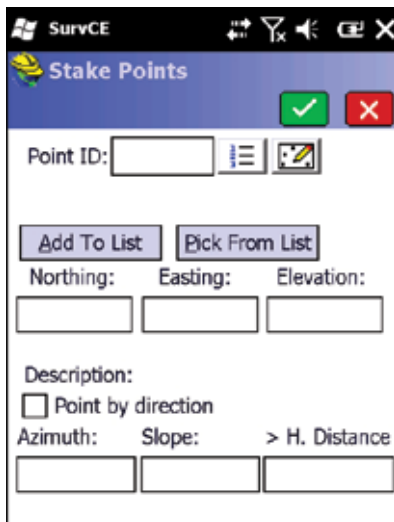 SurvCE
Stake Points
Point ID:
Add To List Pick From List
Northing: Easting: Elevation:
Description:
Point by direction
Azimuth: Slope: > H. Distance